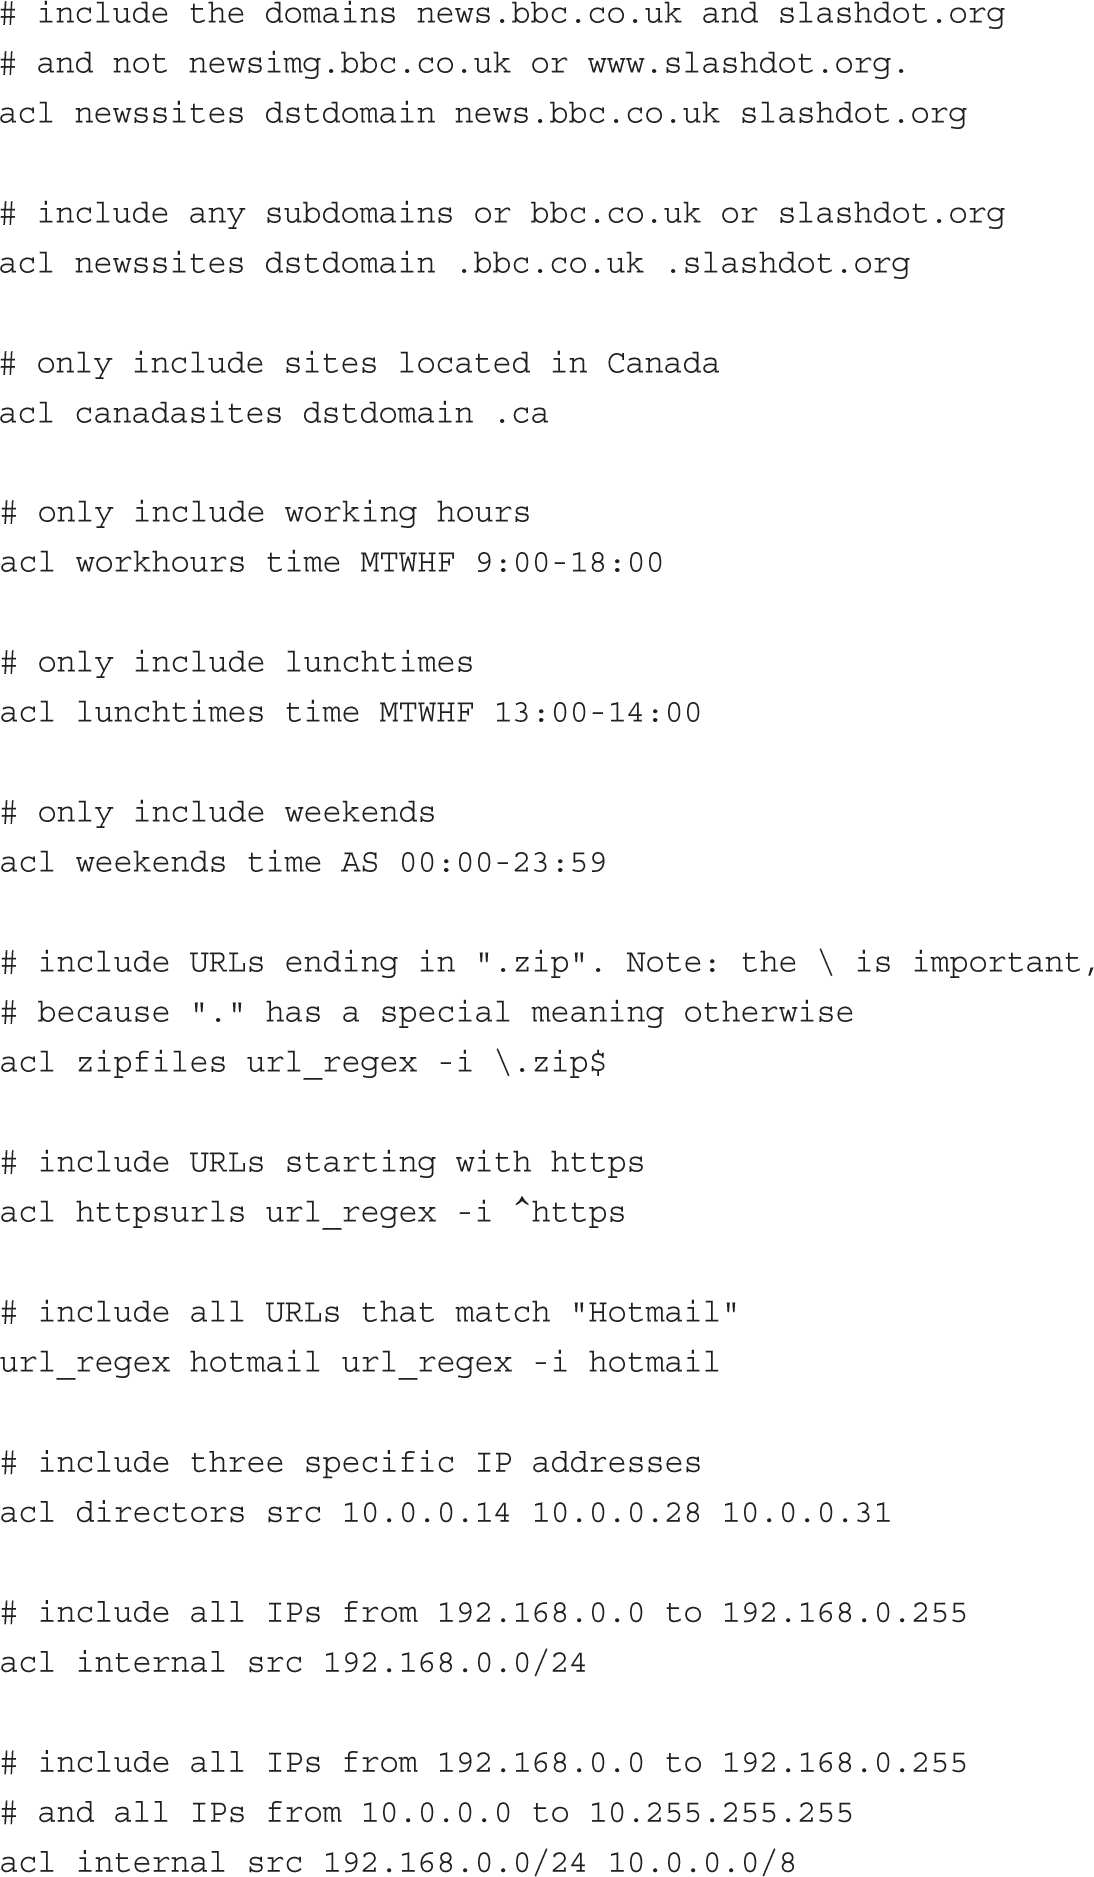 # include the domains news.bbc.co.uk and slashdot.org
# and not newsimg.bbc.co.uk or www.slashdot.org.
acl newssites dstdomain news.bbc.co.uk slashdot.org
# include any subdomains or bbc.co.uk or slashdot.org
acl newssites dstdomain .bbc.co.uk .slashdot.org
# only include sites located in Canada
acl canadasites dstdomain .ca
# only include working hours
acl workhours time MTWHF 9:00-18:00
# only include lunchtimes
acl lunchtimes time MTWHF 13:00-14:00
# only include weekends
acl weekends time AS 00:00-23:59
# include URLs ending in ".zip". Note: the \ is important,
# because "." has a special meaning otherwise
acl zipfiles url_regex -i \.zip$
# include URLs starting with https
acl httpsurls url_regex -i ^https
# include all URLs that match "Hotmail"
url_regex hotmail url_regex -i hotmail
# include three specific IP addresses
acl directors src 10.0.0.14 10.0.0.28 10.0.0.31
# include all IPs from 192.168.0.0 to 192.168.0.255
acl internal src 192.168.0.0/24
# include all IPs from 192.168.0.0 to 192.168.0.255
# and all IPs from 10.0.0.0 to 10.255.255.255
acl internal src 192.168.0.0/24 10.0.0.0/8